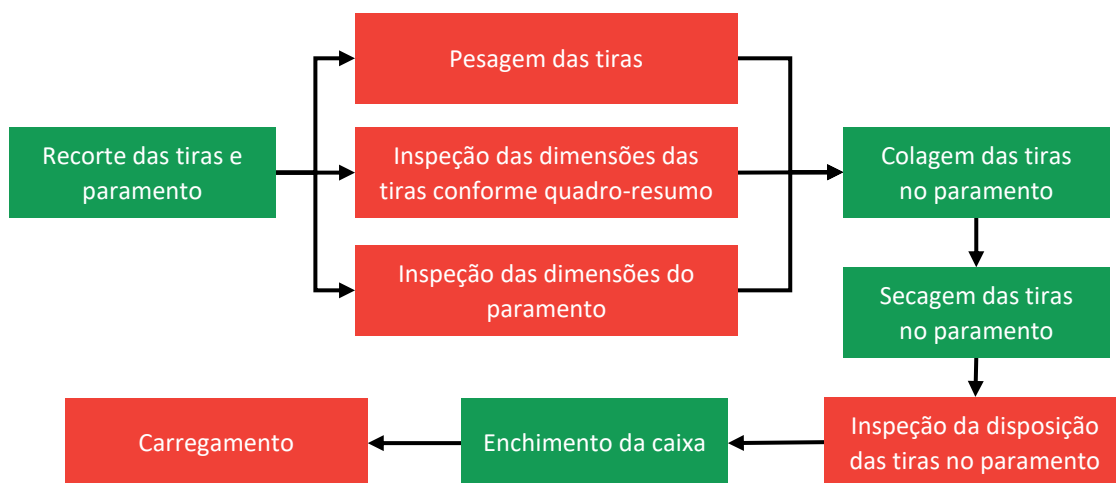 Recorte das tiras e
paramento
Pesagem das tiras
Inspeção das dimensões das
tiras conforme quadro-resumo
Inspeção das dimensões do
paramento
Colagem das tiras
no paramento
Secagem das tiras
no paramento
Inspeção da disposição
das tiras no paramento
Enchimento da caixa
Carregamento